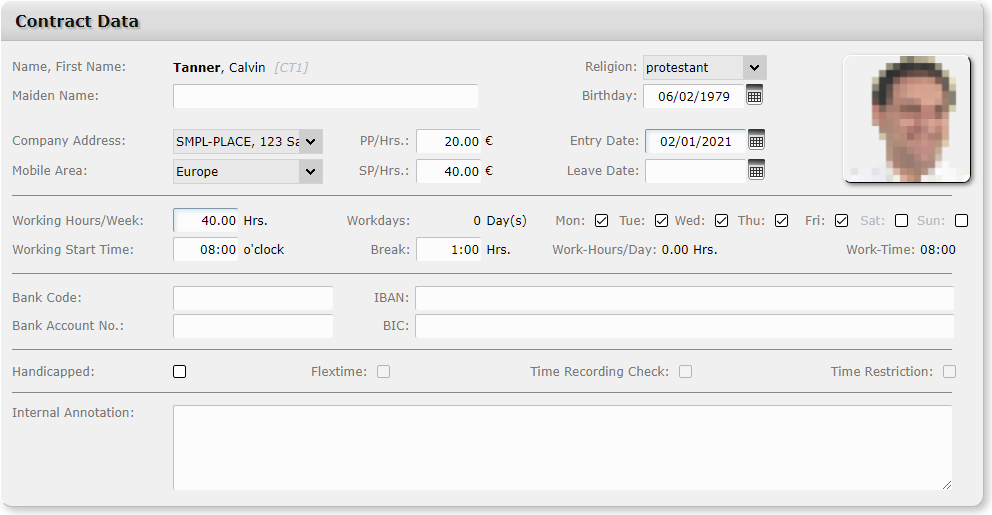 Contract Data
Name, First Name: Tanner, Calvin [CT1] Religion: protestant
Maiden Name: Birthday: 06/02/1979
Company Address: SMPL-PLACE, 123 Sa PP/Hrs.: 20.00 € Entry Date: 02/01/2021
Mobile Area: Europe SP/Hrs.: 40.00 € Leave Date:
Working Hours/Week: 40.00 Hrs. Workdays: 0 Day(s) Mon: Tue: Wed: Thu: Fri: Sat: Sun:
Working Start Time: 08:00 o'clock Break: 1:00 Hrs. Work-Hours/Day: 0.00 Hrs. Work-Time: 08:00
Bank Code: IBAN:
Bank Account No.: BIC:
Handicapped: Flextime: Time Recording Check: Time Restriction:
Internal Annotation: